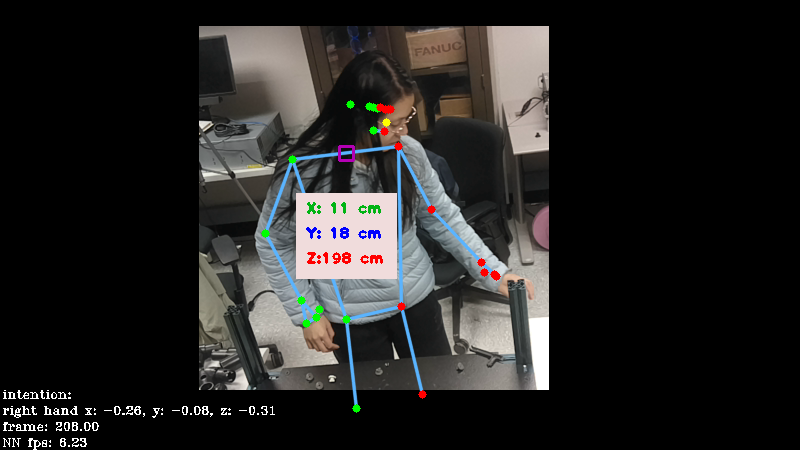 FANUC
X: 11 cm
Y: 18 cm
Z:198 cm
intention:
right hand x: -0.26, y: -0.08, z: -0.31
frame: 208.00
NN fps: 6.23